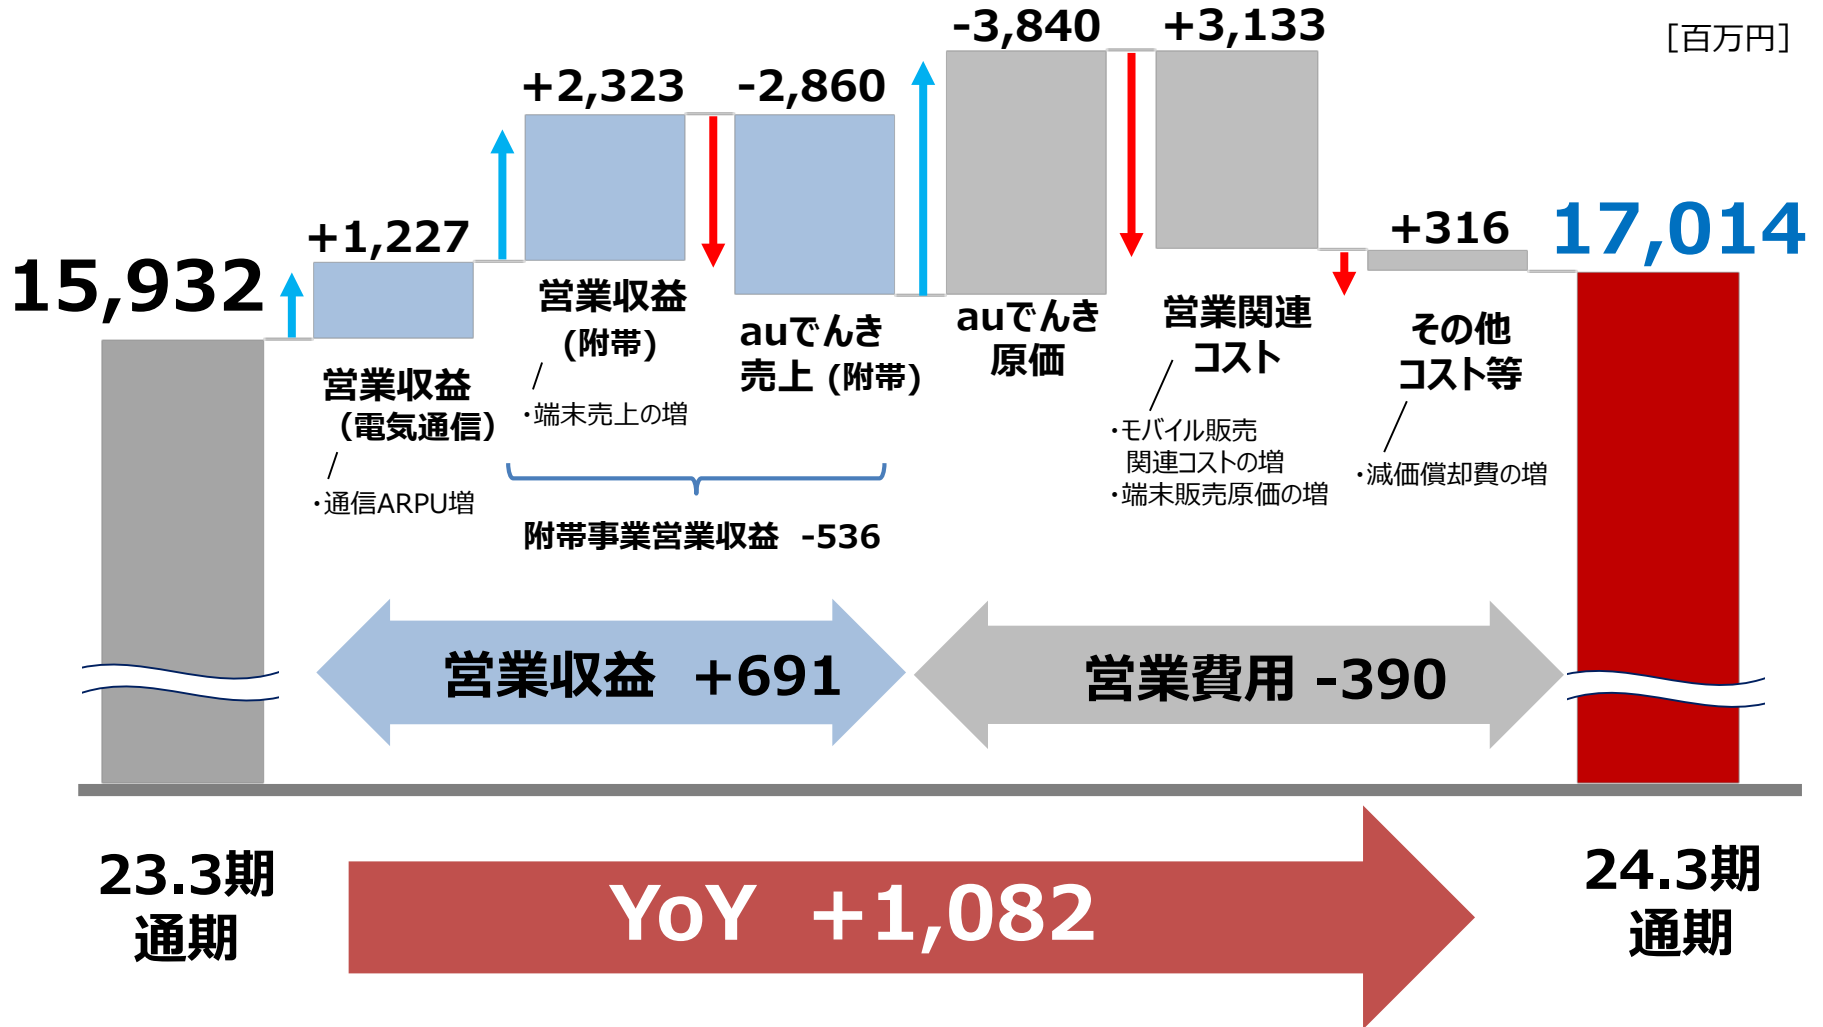 ［百万円］
15,932
+1,227
営業収益
（電気通信）
・通信ARPU増
+2,323
営業収益
(附帯)
・端末売上の増
-2,860
auでんき
売上 (附帯)
附帯事業営業収益 -536
-3,840
auでんき
原価
+3,133
営業関連
コスト
・モバイル販売
関連コストの増
・端末販売原価の増
+316
その他
コスト等
・減価償却費の増
17,014
営業収益 +691
営業費用 -390
23.3期
通期
YoY +1,082
24.3期
通期